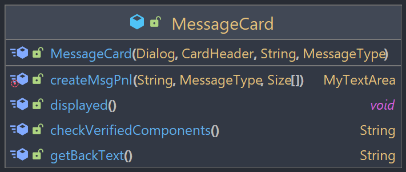 MessageCard
MessageCard(Dialog, CardHeader, String, MessageType)
createMsgPnl(String, MessageType, Size[]) MyTextArea
displayed() void
checkVerifiedComponents() String
getBackText() String